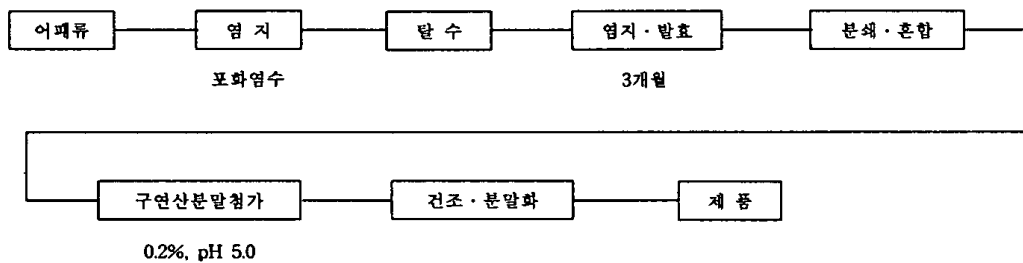 어패류 염 지 탈 수 염지·발효 분쇄·혼합
포화염수 3개월
구연산분말첨가 건조·분말화 제 품
0.2%, pH 5.0